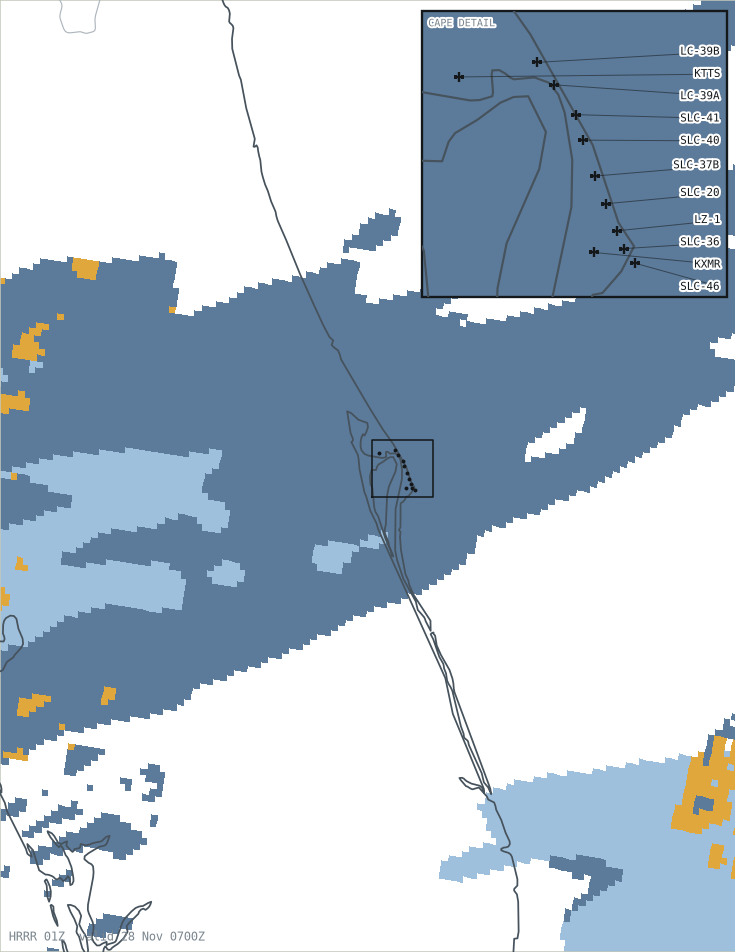 CAPE DETAIL
LC-39B
KTTS
LC-39A
SLC-41
SLC-40
SLC-37B
SLC-20
LZ-1
SLC-36
KXMR
SLC-46
HRRR 01Z valid 28 Nov 0700Z